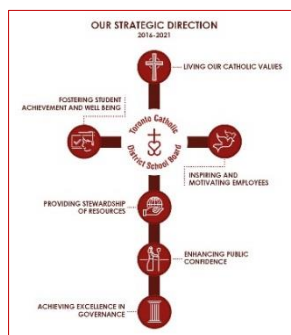 OUR STRATEGIC DIRECTION
2016-2021
LIVING OUR CATHOLIC VALUES
FOSTERING STUDENT
ACHIEVEMENT AND WELL BEING
Toronto Catholic
District School Board
INSPIRING AND
MOTIVATING EMPLOYEES
PROVIDING STEWARDSHIP
OF RESOURCES
ENHANCING PUBLIC
CONFIDENCE
ACHIEVING EXCELLENCE IN
GOVERNANCE